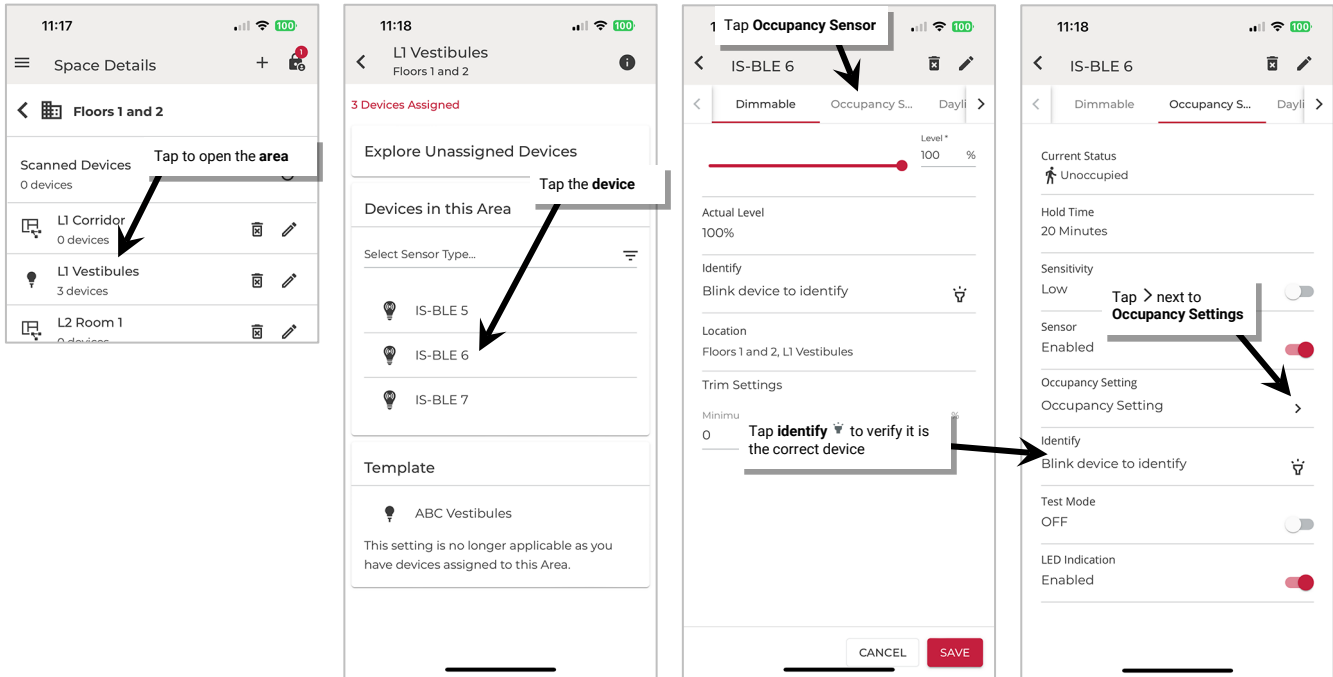 11:17
100
1
Space Details
Floors 1 and 2
Scanned Devices
0 devices
Tap to open the area
L1 Corridor
0 devices
L1 Vestibules
3 devices
L2 Room 1
0 devices
11:18
100
L1 Vestibules
Floors 1 and 2
3 Devices Assigned
Explore Unassigned Devices
Tap the device
Devices in this Area
Select Sensor Type...
IS-BLE 5
IS-BLE 6
IS-BLE 7
Template
ABC Vestibules
This setting is no longer applicable as you
have devices assigned to this Area.
1
Tap Occupancy Sensor
100
IS-BLE 6
Dimmable
Occupancy S...
Dayli
Level *
100 %
Actual Level
100%
Identify
Blink device to identify
Location
Floors 1 and 2, L1 Vestibules
Trim Settings
Minimu
%
0
Tap identify to verify it is
the correct device
CANCEL
SAVE
11:18
100
IS-BLE 6
Dimmable
Occupancy S...
Dayli
Current Status
Unoccupied
Hold Time
20 Minutes
Sensitivity
Low
Tap > next to
Occupancy Settings
Sensor
Enabled
Occupancy Setting
Occupancy Setting
Identify
Blink device to identify
Test Mode
OFF
LED Indication
Enabled